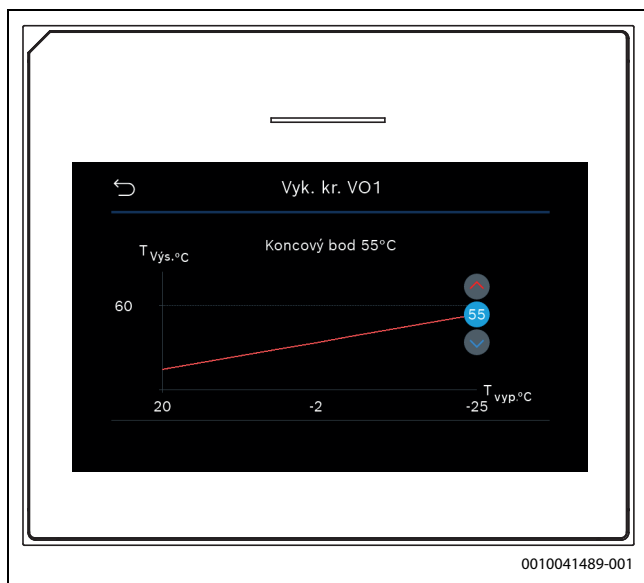 Vyk. kr. VO1
Koncový bod 55°C
T Výs.°C
60
55
T vyp.°C
20 -2 -25
0010041489-001